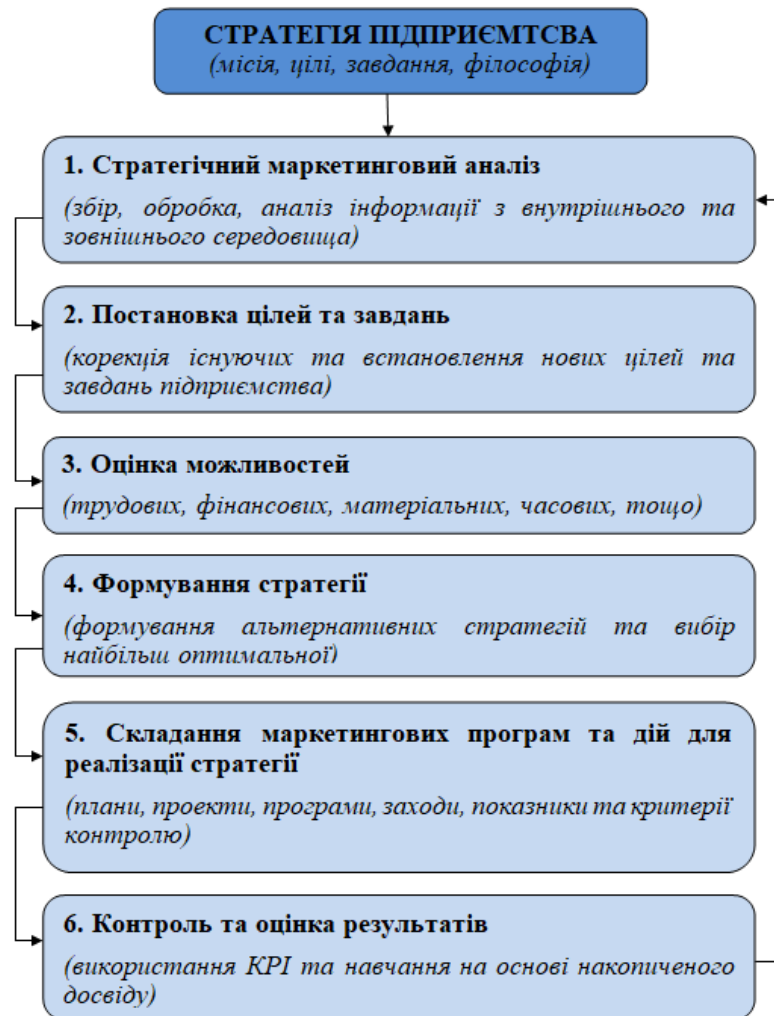 СТРАТЕГІЯ ПІДПРИЄМТСВА
(місія, цілі, завдання, філософія)
1. Стратегічний маркетинговий аналіз
(збір, обробка, аналіз інформації з внутрішнього та
зовнішнього середовища)
2. Постановка цілей та завдань
(корекція існуючих та встановлення нових цілей та
завдань підприємства)
3. Оцінка можливостей
(трудових, фінансових, матеріальних, часових, тощо)
4. Формування стратегії
(формування альтернативних стратегій та вибір
найбільш оптимальної)
5. Складання маркетингових програм та дій для
реалізації стратегії
(плани, проекти, програми, заходи, показники та критерії
контролю)
6. Контроль та оцінка результатів
(використання КРІ та навчання на основі накопиченого
досвіду)